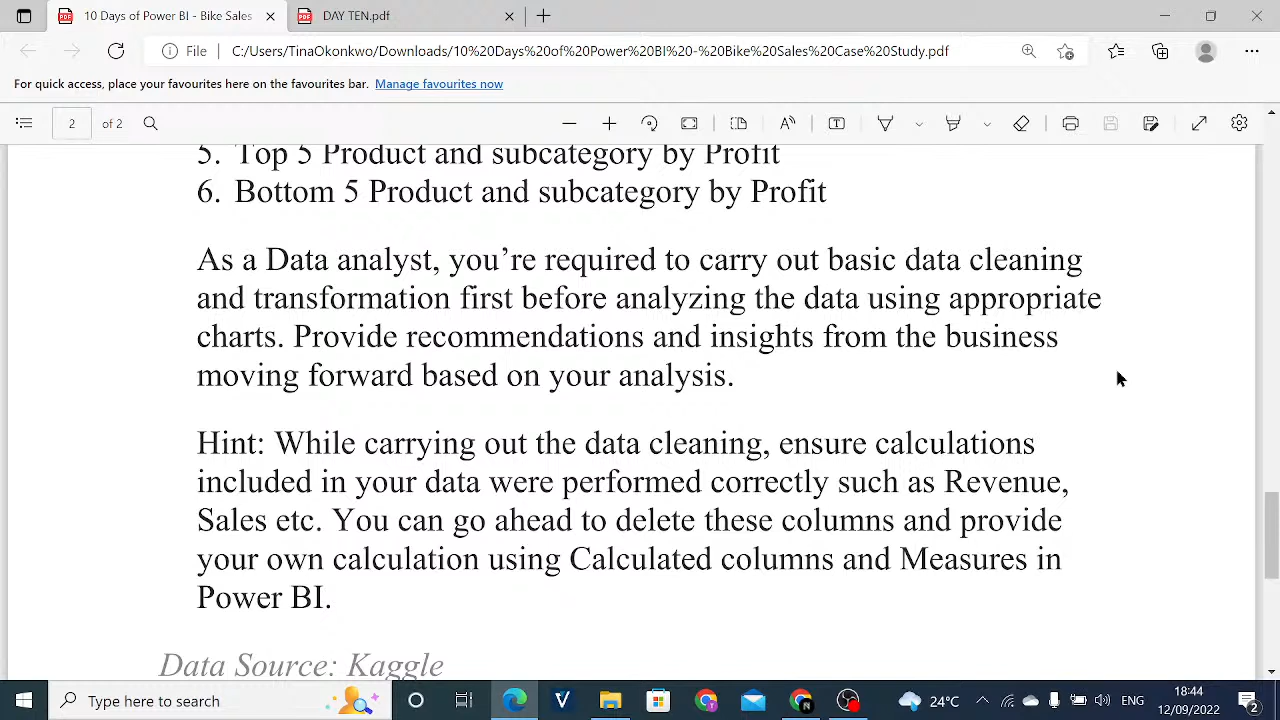 10 Days of Power BI - Bike Sales
DAY TEN.pdf
File
C:/Users/TinaOkonkwo/Downloads/10%20Days%20of%20Power%20BI%20-%20Bike%20Sales%20Case%20Study.pdf
For quick access, place your favourites here on the favourites bar. Manage favourites now
2 of 2
5. Top 5 Product and subcategory by Profit
6. Bottom 5 Product and subcategory by Profit
As a Data analyst, you’re required to carry out basic data cleaning
and transformation first before analyzing the data using appropriate
charts. Provide recommendations and insights from the business
moving forward based on your analysis.
Hint: While carrying out the data cleaning, ensure calculations
included in your data were performed correctly such as Revenue,
Sales etc. You can go ahead to delete these columns and provide
your own calculation using Calculated columns and Measures in
Power BI.
Data Source: Kaggle
Type here to search
24°C
ENG
18:44
12/09/2022
2